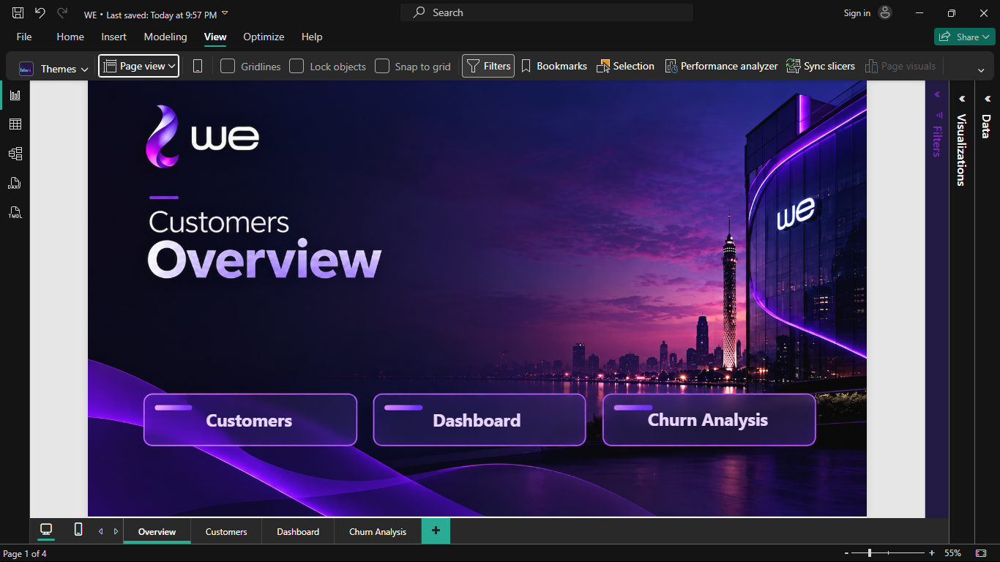 WE • Last saved: Today at 9:57 PM
Search
Sign in
File Home Insert Modeling View Optimize Help
Share
Themes
Page view
Gridlines
Lock objects
Snap to grid
Filters
Bookmarks
Selection
Performance analyzer
Sync slicers
Page visuals
DAX
TMDL
we
Customers
Overview
we
Customers
Dashboard
Churn Analysis
Filters
Visualizations
Data
Overview
Customers
Dashboard
Churn Analysis
+
Page 1 of 4
- + 55%